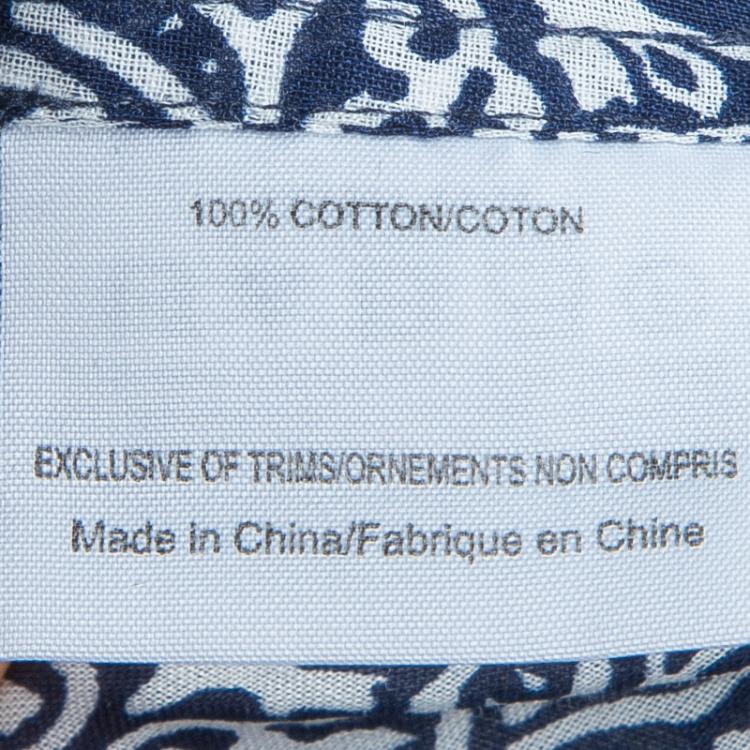 100% COTTON/COTON
EXCLUSIVE OF TRIMS/ORNEMENTS NON COMPRIS
Made in China/Fabrique en Chine